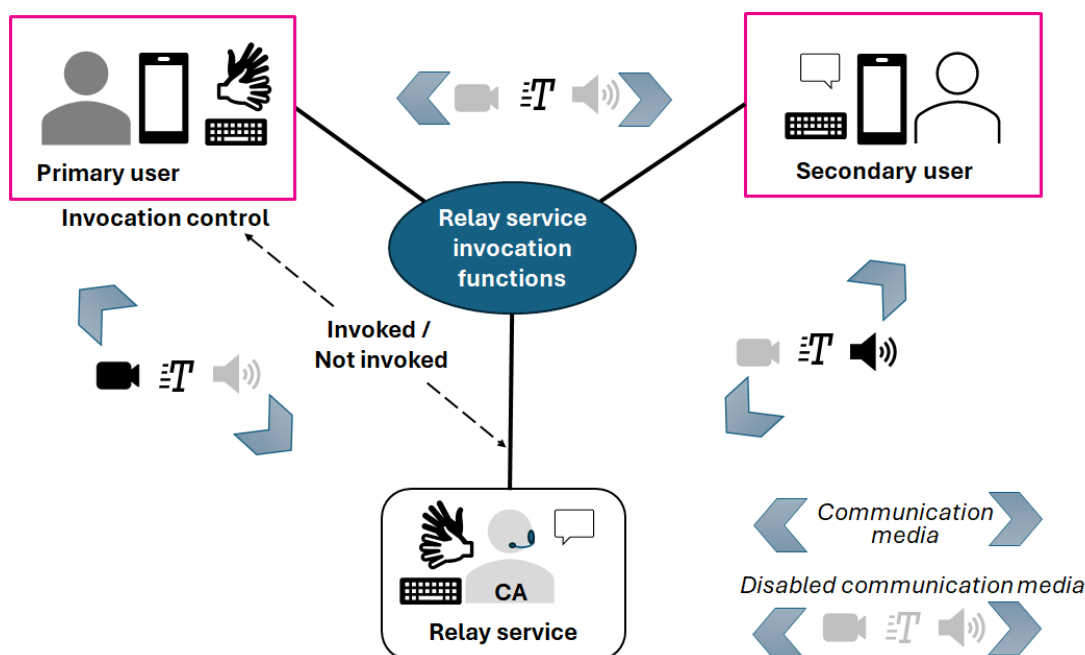 T
Primary user
Secondary user
Invocation control
Relay service
invocation
functions
Invoked /
Not invoked
T
T
CA
Relay service
Communication
media
Disabled communication media
T